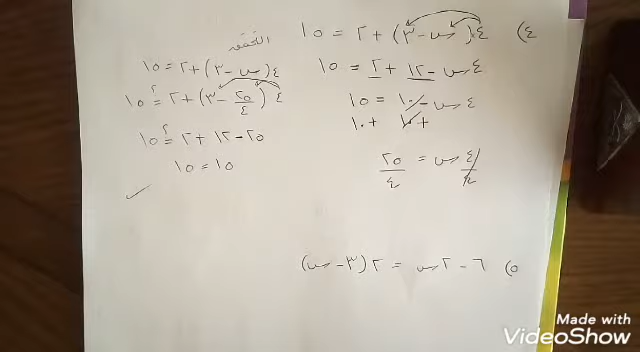 ٤) ٤(س − ٣) + ٢ = ١٥
٤س − ١٢ + ٢ = ١٥
٤س − ١٠ = ١٥
+ ١٠ + ١٠
٤س/٤ = ٢٥/٤
التحقق
٤(س − ٣) + ٢ = ١٥
٤(٢٥/٤ − ٣) + ٢ =؟ ١٥
٢٥ − ١٢ + ٢ =؟ ١٥
١٥ = ١٥
✓
٥) ٦ − ٢س = ٢(٣ − س)
Made with
VideoShow